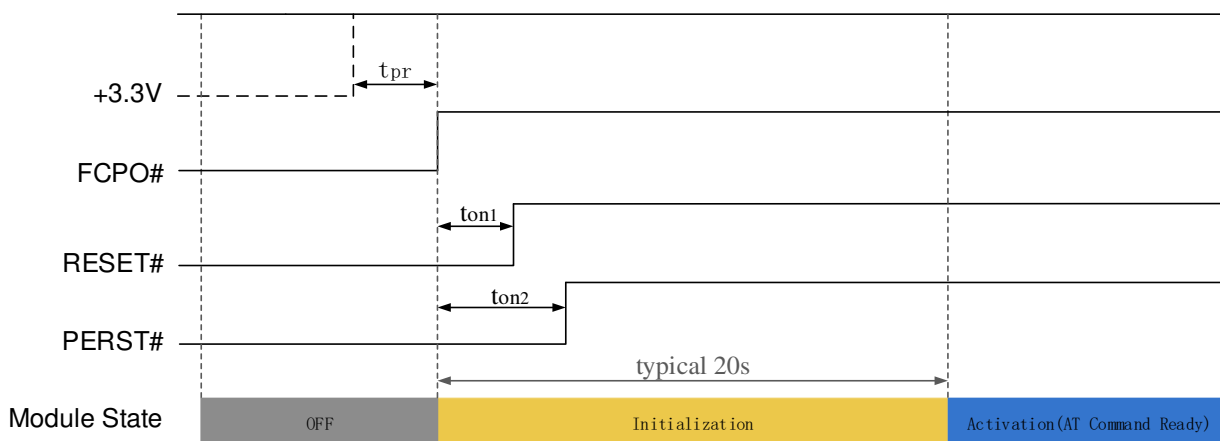 tpr
+3.3V
FCPO#
ton1
RESET#
ton2
PERST#
typical 20s
Module State
OFF
Initialization
Activation(AT Command Ready)